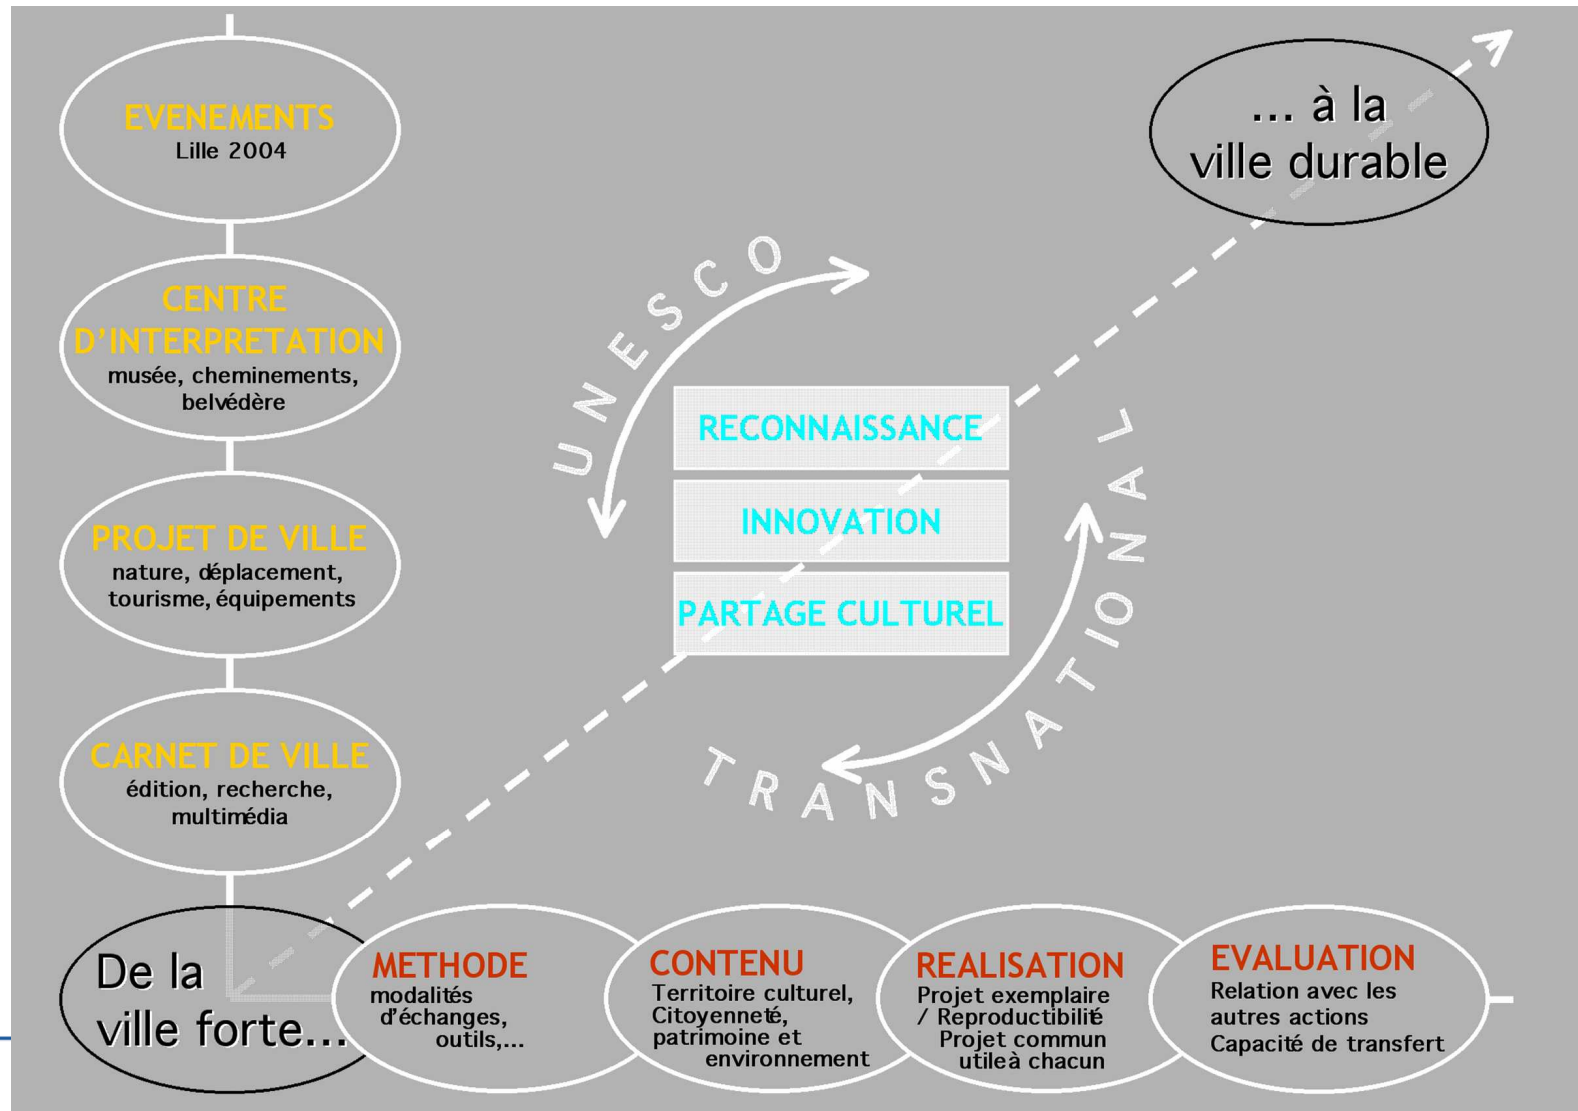 EVENEMENTS
Lille 2004
CENTRE
D'INTERPRETATION
musée, cheminements,
belvédère
PROJET DE VILLE
nature, déplacement,
tourisme, équipements
CARNET DE VILLE
édition, recherche,
multimédia
De la
ville forte...
... à la
ville durable
UNESCO
RECONNAISSANCE
INNOVATION
PARTAGE CULTUREL
TRANSNATIONAL
METHODE
modalités
d'échanges,
outils,...
CONTENU
Territoire culturel,
Citoyenneté,
patrimoine et
environnement
REALISATION
Projet exemplaire
/ Reproductibilité
Projet commun
utile à chacun
EVALUATION
Relation avec les
autres actions
Capacité de transfert